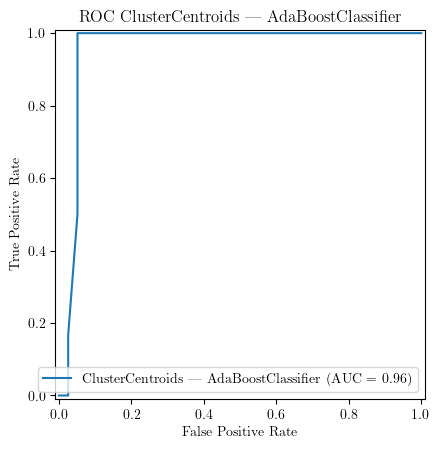 ROC ClusterCentroids — AdaBoostClassifier
1.0
0.8
0.6
0.4
0.2
0.0
True Positive Rate
ClusterCentroids — AdaBoostClassifier (AUC = 0.96)
0.0 0.2 0.4 0.6 0.8 1.0
False Positive Rate